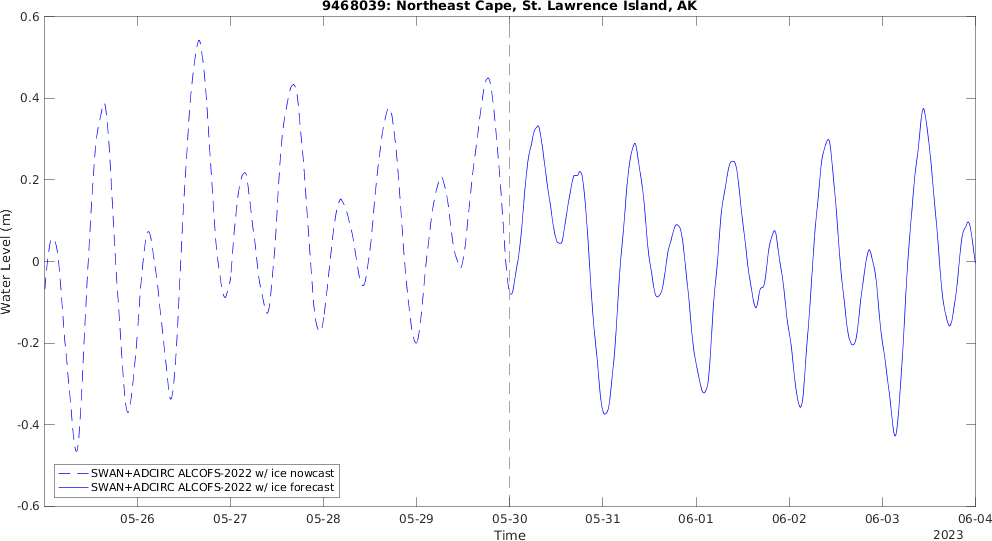 9468039: Northeast Cape, St. Lawrence Island, AK
0.6
0.4
0.2
0
-0.2
-0.4
-0.6
Water Level (m)
SWAN+ADCIRC ALCOFS-2022 w/ ice nowcast
SWAN+ADCIRC ALCOFS-2022 w/ ice forecast
05-26 05-27 05-28 05-29 05-30 05-31 06-01 06-02 06-03 06-04
Time
2023